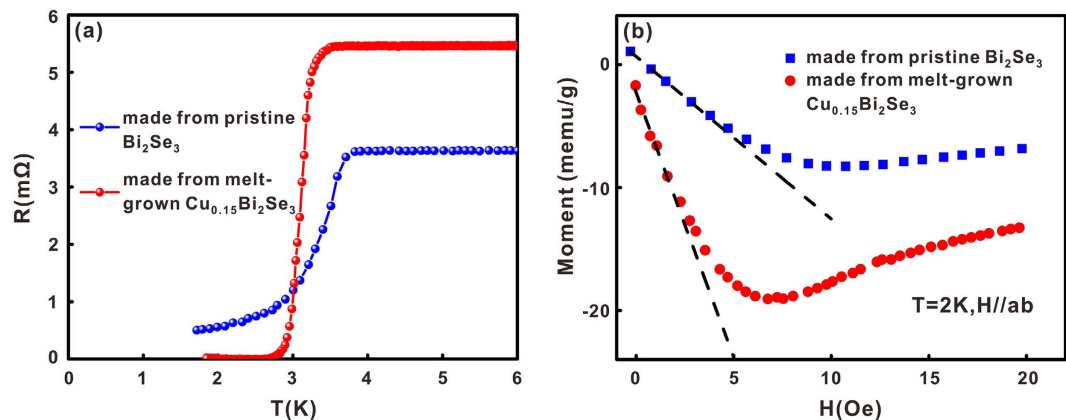 (a)
6
5
4
3
2
1
0
R(mΩ)
made from pristine
Bi₂Se₃
made from melt-
grown Cu₀.₁₅Bi₂Se₃
0 1 2 3 4 5 6
T(K)
(b)
0
-10
-20
Moment (memu/g)
made from pristine Bi₂Se₃
made from melt-grown
Cu₀.₁₅Bi₂Se₃
T=2K,H//ab
0 5 10 15 20
H(Oe)